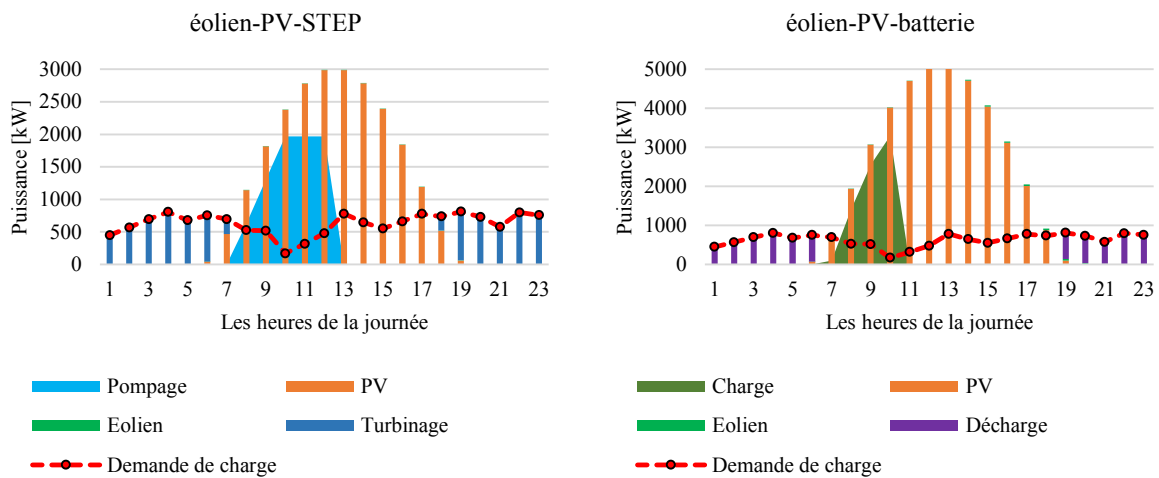 éolien-PV-STEP
Puissance [kW]
3000
2500
2000
1500
1000
500
0
1 3 5 7 9 11 13 15 17 19 21 23
Les heures de la journée
Pompage
PV
Eolien
Turbinage
Demande de charge
éolien-PV-batterie
Puissance [kW]
5000
4000
3000
2000
1000
0
1 3 5 7 9 11 13 15 17 19 21 23
Les heures de la journée
Charge
PV
Eolien
Décharge
Demande de charge